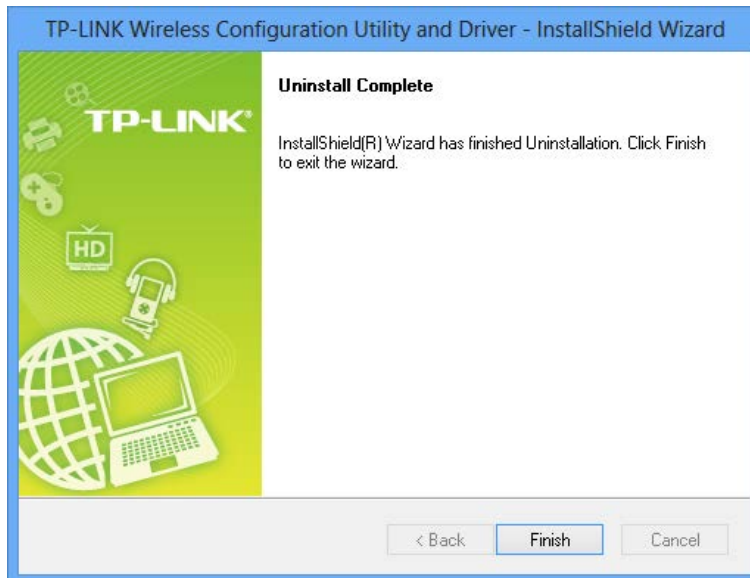 TP-LINK Wireless Configuration Utility and Driver - InstallShield Wizard
TP-LINK®
HD
Uninstall Complete
InstallShield(R) Wizard has finished Uninstallation. Click Finish
to exit the wizard.
< Back
Finish
Cancel